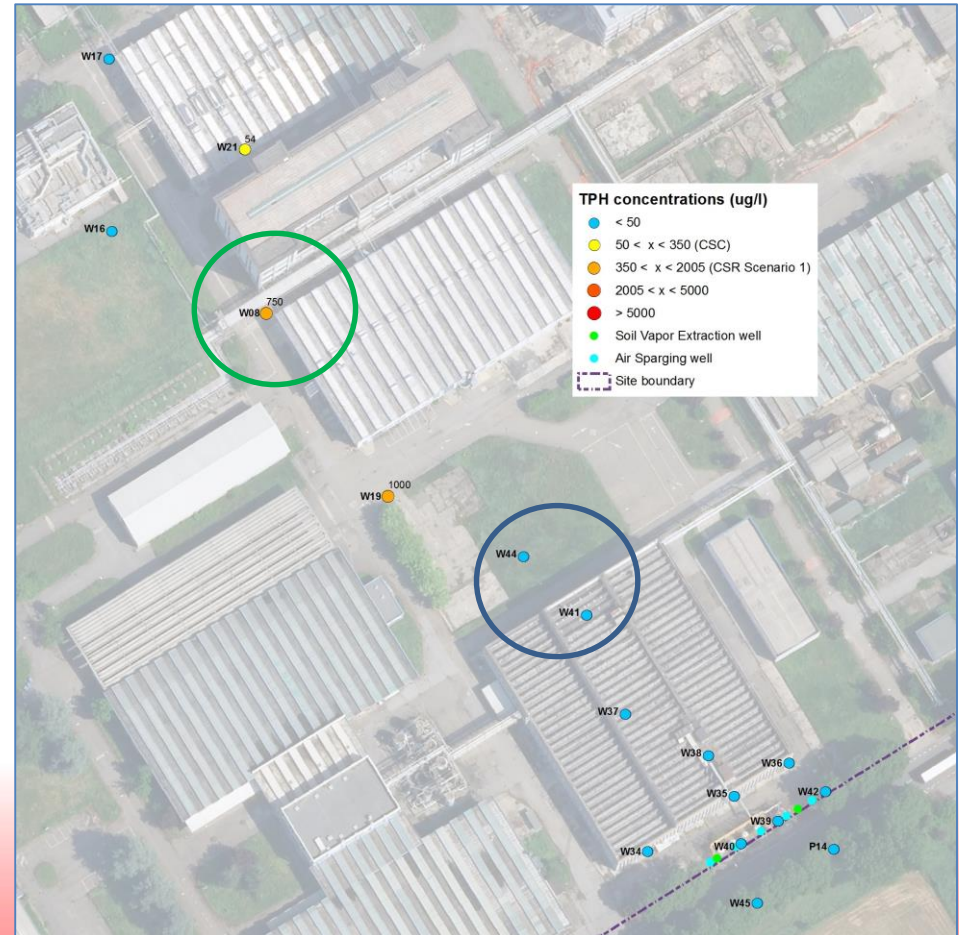 W17
54
W21
TPH concentrations (ug/l)
< 50
50 < x < 350 (CSC)
350 < x < 2005 (CSR Scenario 1)
2005 < x < 5000
> 5000
Soil Vapor Extraction well
Air Sparging well
Site boundary
W16
750
W08
1000
W19
W44
W41
W37
W38
W36
W35
W42
W39
W40
W34
P14
W45